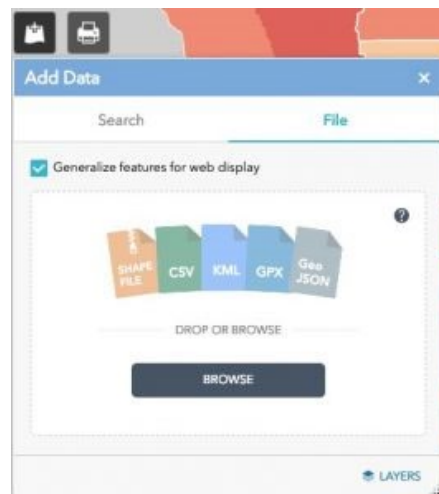 Add Data
Search File
Generalize features for web display
SHAPE
FILE
CSV
KML
GPX
Geo
JSON
DROP OR BROWSE
BROWSE
LAYERS